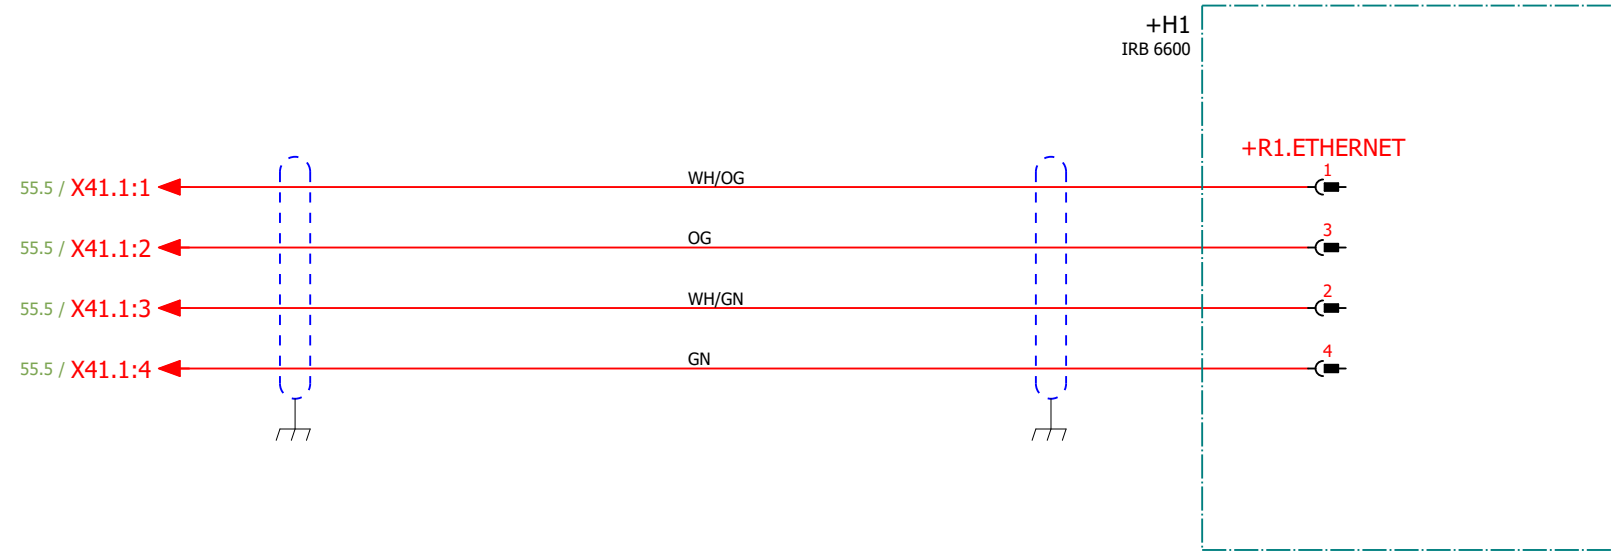 +H1
IRB 6600
+R1.ETHERNET
55.5 / X41.1:1 WH/OG 1
55.5 / X41.1:2 OG 3
55.5 / X41.1:3 WH/GN 2
55.5 / X41.1:4 GN 4